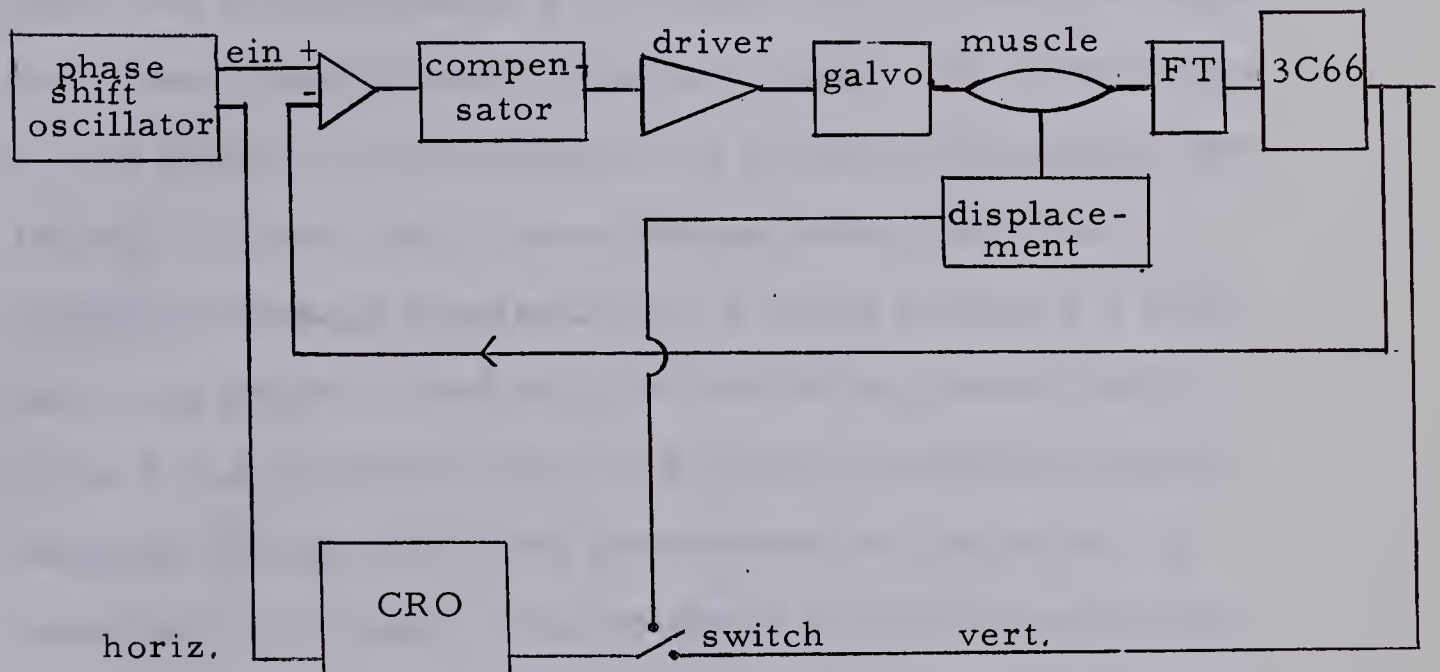 phase
shift
oscillator
ein +
-
compen-
sator
driver
galvo
muscle
FT
3C66
displace-
ment
CRO
horiz.
switch
vert.